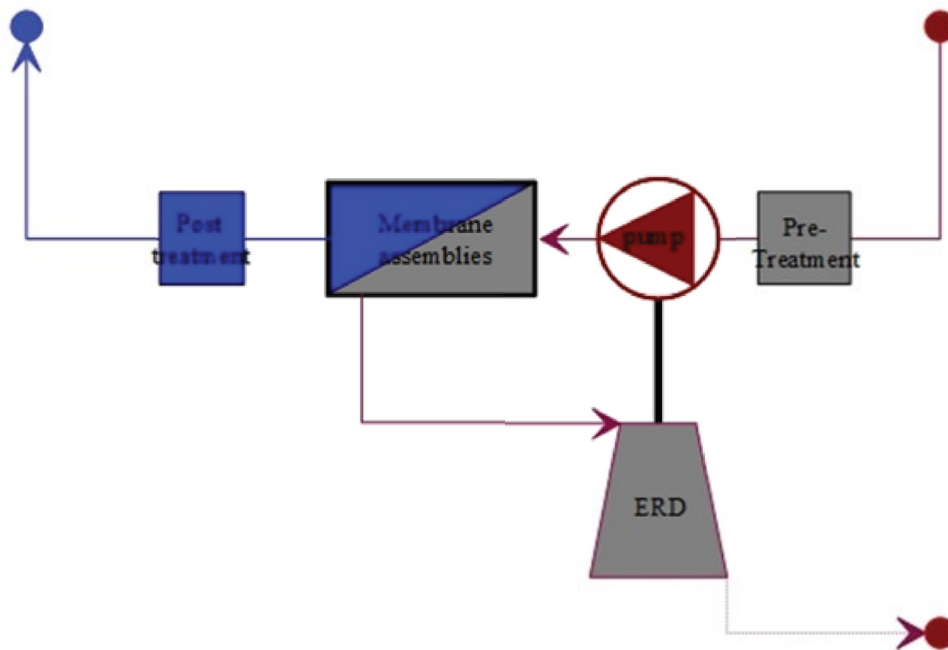 Post
treatment
Membrane
assemblies
pump
Pre-
Treatment
ERD